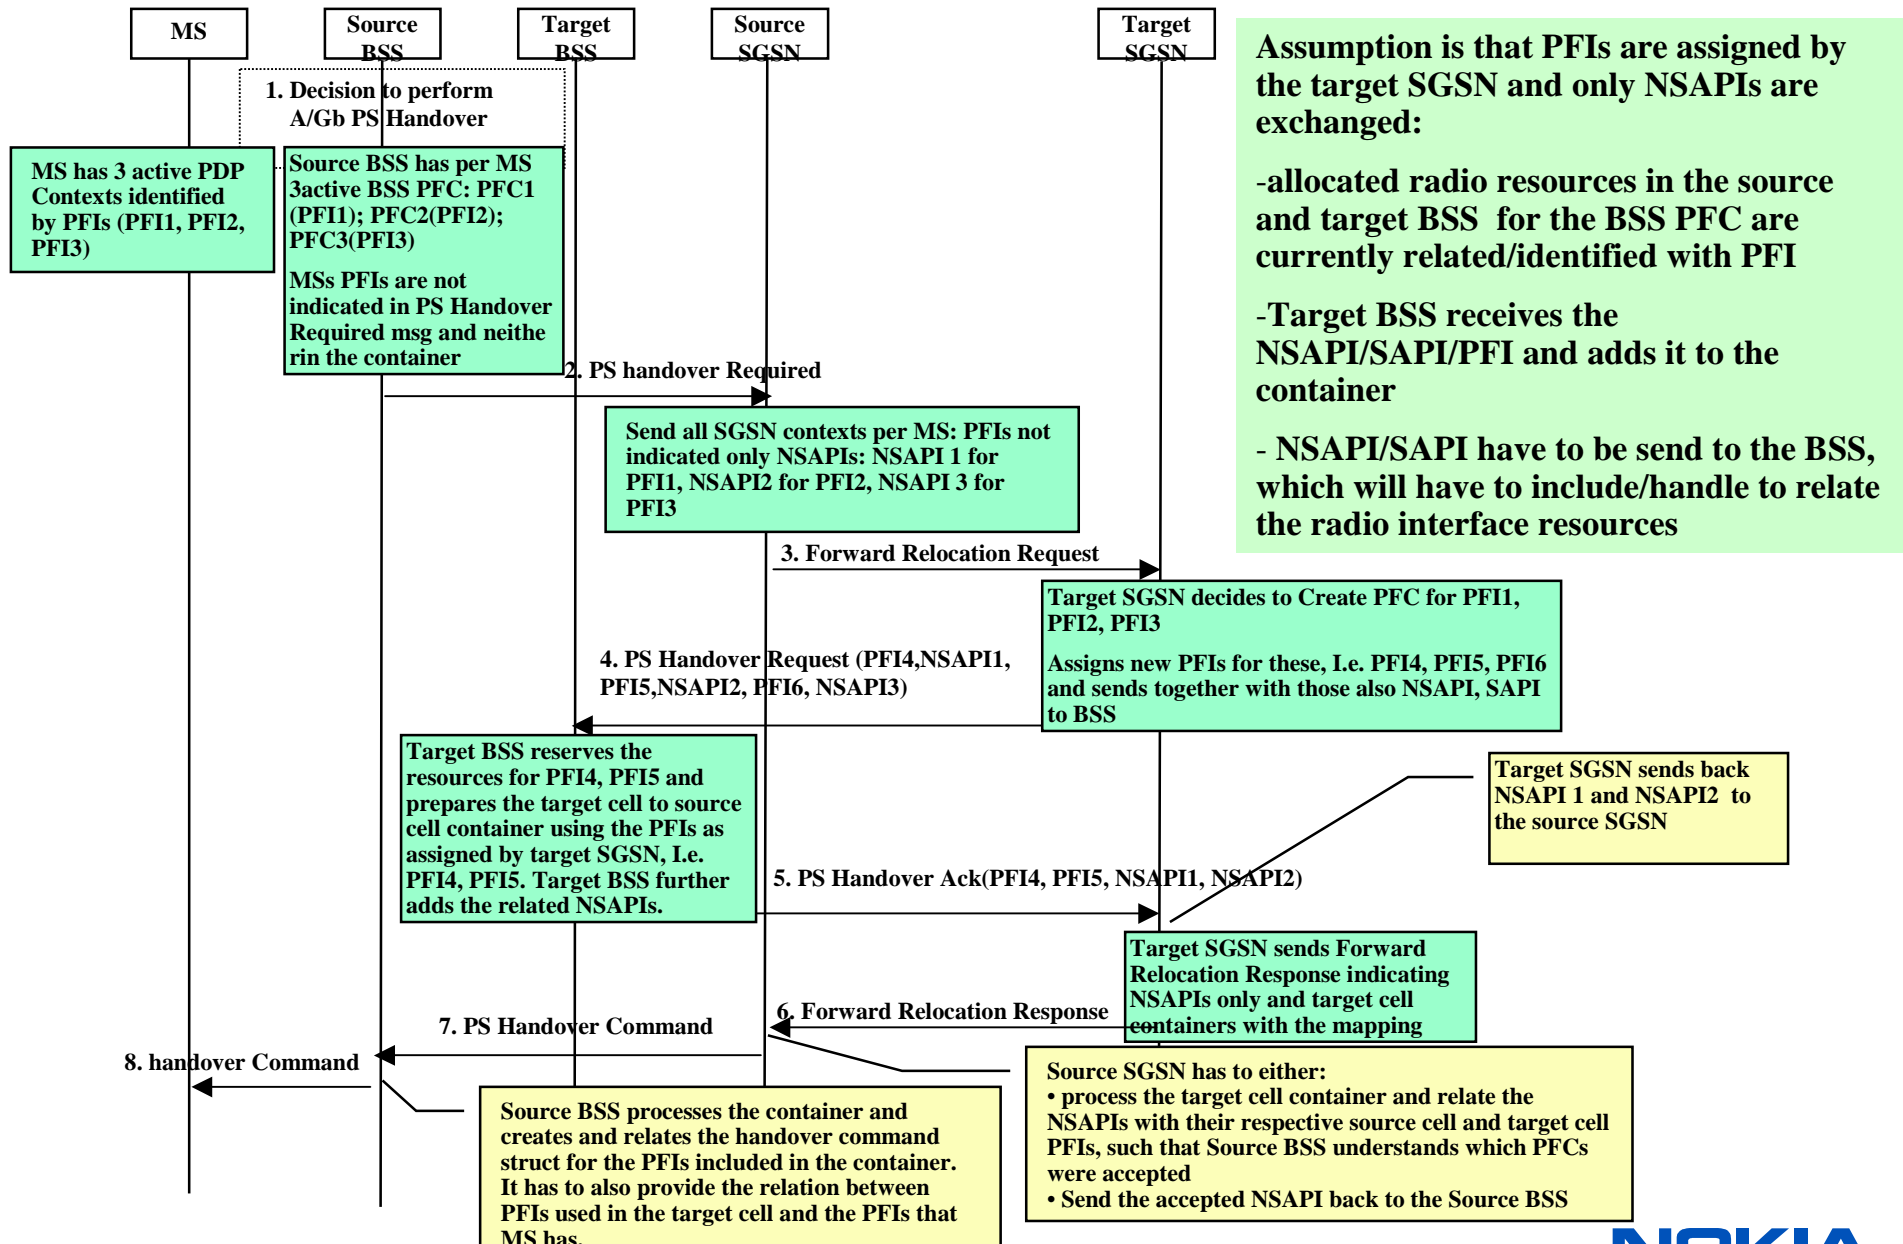 MS
Source
BSS
Target
BSS
Source
SGSN
Target
SGSN
Assumption is that PFIs are assigned by
the target SGSN and only NSAPIs are
exchanged:
-allocated radio resources in the source
and target BSS for the BSS PFC are
currently related/identified with PFI
-Target BSS receives the
NSAPI/SAPI/PFI and adds it to the
container
- NSAPI/SAPI have to be send to the BSS,
which will have to include/handle to relate
the radio interface resources
1. Decision to perform
A/Gb PS Handover
MS has 3 active PDP
Contexts identified
by PFIs (PFI1, PFI2,
PFI3)
Source BSS has per MS
3active BSS PFC: PFC1
(PFI1); PFC2(PFI2);
PFC3(PFI3)
MSs PFIs are not
indicated in PS Handover
Required msg and neithe
rin the container
2. PS handover Required
Send all SGSN contexts per MS: PFIs not
indicated only NSAPIs: NSAPI 1 for
PFI1, NSAPI2 for PFI2, NSAPI 3 for
PFI3
3. Forward Relocation Request
Target SGSN decides to Create PFC for PFI1,
PFI2, PFI3
Assigns new PFIs for these, I.e. PFI4, PFI5, PFI6
and sends together with those also NSAPI, SAPI
to BSS
4. PS Handover Request (PFI4,NSAPI1,
PFI5,NSAPI2, PFI6, NSAPI3)
Target BSS reserves the
resources for PFI4, PFI5 and
prepares the target cell to source
cell container using the PFIs as
assigned by target SGSN, I.e.
PFI4, PFI5. Target BSS further
adds the related NSAPIs.
Target SGSN sends back
NSAPI 1 and NSAPI2 to
the source SGSN
5. PS Handover Ack(PFI4, PFI5, NSAPI1, NSAPI2)
Target SGSN sends Forward
Relocation Response indicating
NSAPIs only and target cell
containers with the mapping
6. Forward Relocation Response
7. PS Handover Command
8. handover Command
Source SGSN has to either:
• process the target cell container and relate the
NSAPIs with their respective source cell and target cell
PFIs, such that Source BSS understands which PFCs
were accepted
• Send the accepted NSAPI back to the Source BSS
Source BSS processes the container and
creates and relates the handover command
struct for the PFIs included in the container.
It has to also provide the relation between
PFIs used in the target cell and the PFIs that
MS has.
NOKIA